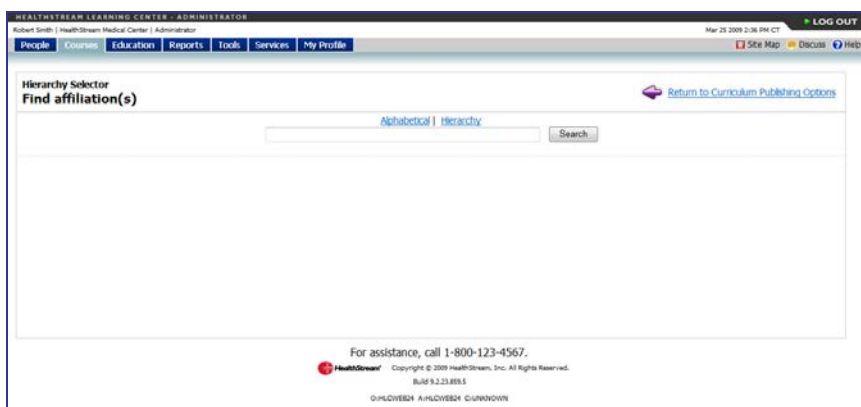 HEALTHSTREAM LEARNING CENTER - ADMINISTRATOR
LOG OUT
Robert Smith | HealthStream Medical Center | Administrator
Mar 25 2009 2:36 PM CT
People Courses Education Reports Tools Services My Profile
Site Map Discuss Help
Hierarchy Selector
Find affiliation(s)
Return to Curriculum Publishing Options
Alphabetical | Hierarchy
Search
For assistance, call 1-800-123-4567.
HealthStream Copyright © 2009 HealthStream, Inc. All Rights Reserved.
Build 9.2.23.859.5
O:HLCWEB24 A:HLCWEB24 C:UNKNOWN